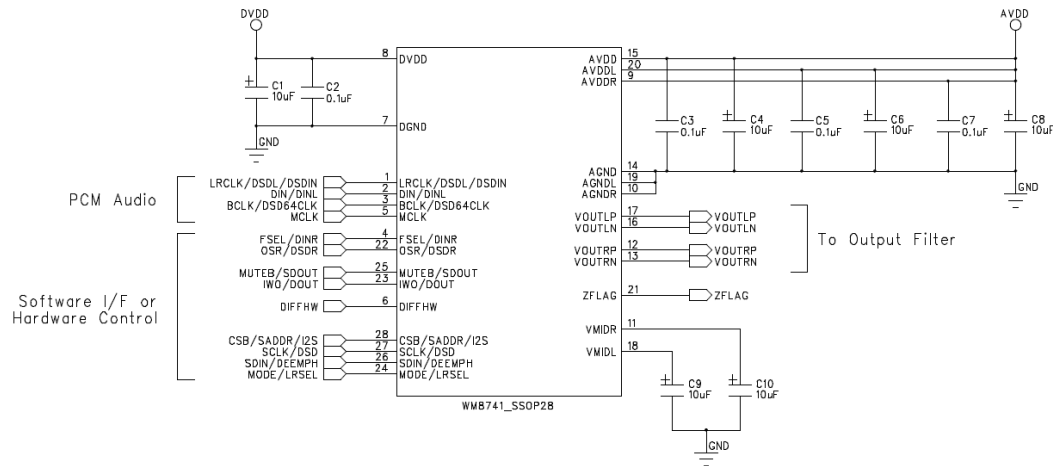 DVDD
AVDD
8
DVDD
C1
10uF
C2
0.1uF
7
DGND
GND
15
AVDD
20
AVDDL
9
AVDDR
C3
0.1uF
C4
10uF
C5
0.1uF
C6
10uF
C7
0.1uF
C8
10uF
14
AGND
19
AGNDL
10
AGNDR
GND
PCM Audio
LRCLK/DSDL/DSDIN
1
LRCLK/DSDL/DSDIN
DIN/DINL
2
DIN/DINL
BCLK/DSD64CLK
3
BCLK/DSD64CLK
MCLK
5
MCLK
Software I/F or
Hardware Control
FSEL/DINR
4
FSEL/DINR
OSR/DSDR
22
OSR/DSDR
MUTEB/SDOUT
25
MUTEB/SDOUT
IWO/DOUT
23
IWO/DOUT
DIFFHW
6
DIFFHW
CSB/SADDR/I2S
28
CSB/SADDR/I2S
SCLK/DSD
27
SCLK/DSD
SDIN/DEEMPH
26
SDIN/DEEMPH
MODE/LRSEL
24
MODE/LRSEL
VOUTLP
17
VOUTLP
VOUTLN
16
VOUTLN
VOUTRP
12
VOUTRP
VOUTRN
13
VOUTRN
To Output Filter
ZFLAG
21
ZFLAG
VMIDR
11
VMIDL
18
C9
10uF
C10
10uF
GND
WM8741_SSOP28